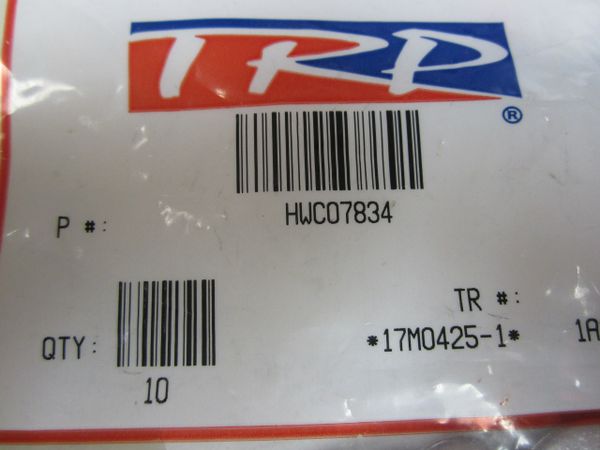 TRP
®
HWC07834
P #:
TR #:
QTY:
*17M0425-1* 1A
10